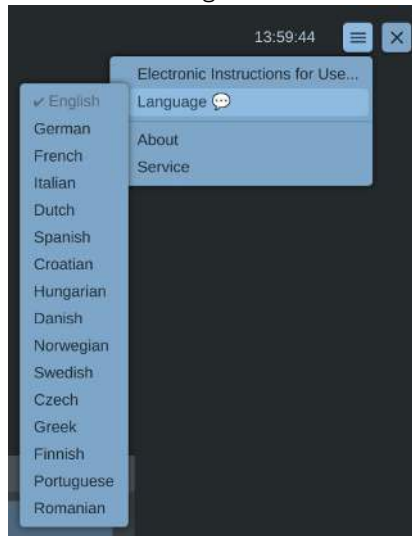 13:59:44
Electronic Instructions for Use...
Language 💬
About
Service
✔ English
German
French
Italian
Dutch
Spanish
Croatian
Hungarian
Danish
Norwegian
Swedish
Czech
Greek
Finnish
Portuguese
Romanian